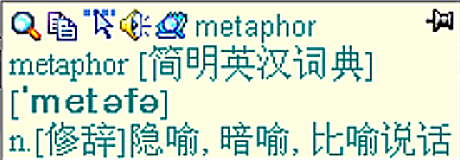 metaphor
metaphor [简明英汉词典]
['metəfə]
n.[修辞]隐喻, 暗喻, 比喻说话